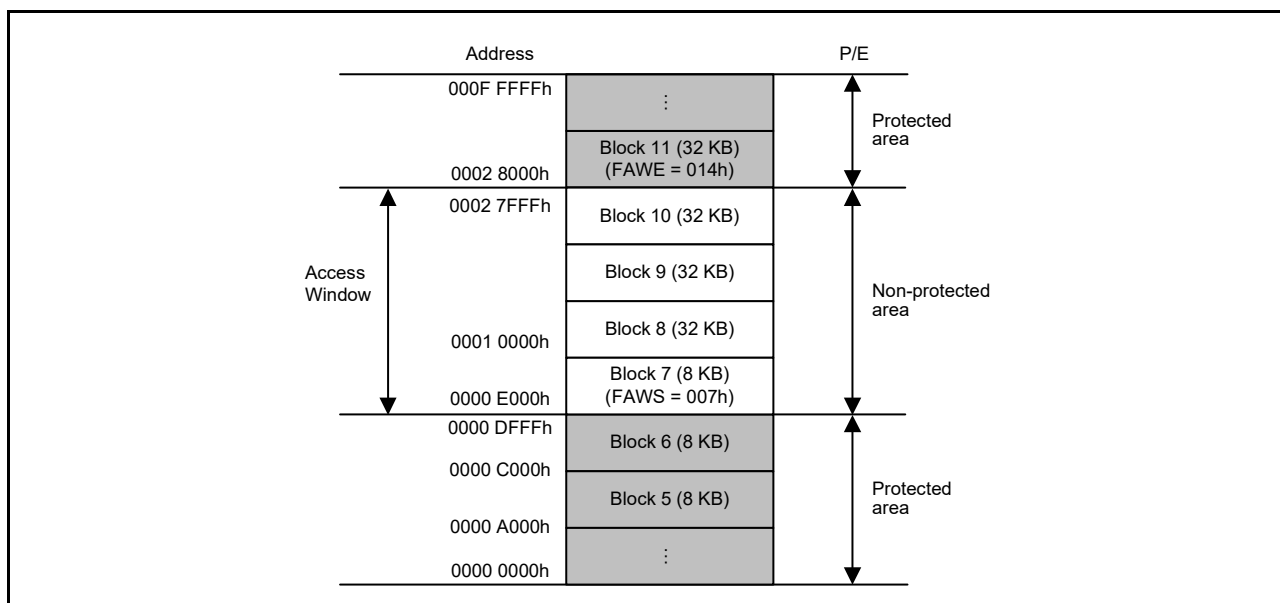 Address P/E
000F FFFFh
⋮
Protected
area
Block 11 (32 KB)
(FAWE = 014h)
0002 8000h
0002 7FFFh
Block 10 (32 KB)
Access
Window
Block 9 (32 KB)
Non-protected
area
Block 8 (32 KB)
0001 0000h
Block 7 (8 KB)
(FAWS = 007h)
0000 E000h
0000 DFFFh
Block 6 (8 KB)
0000 C000h
Protected
area
Block 5 (8 KB)
0000 A000h
⋮
0000 0000h